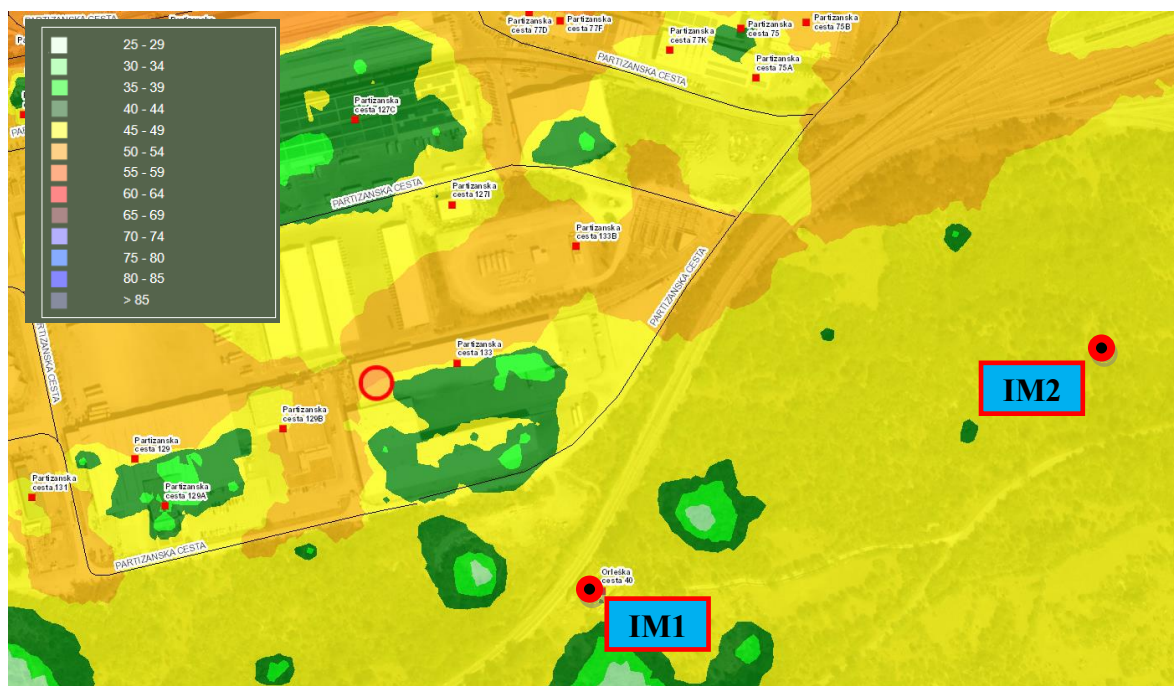 PARTIZANSKA CESTA
Partizanska
cesta 77D
Partizanska
cesta 77F
Partizanska
cesta 77K
Partizanska
cesta 75
Partizanska
cesta 75B
Partizanska
cesta 75A
PARTIZANSKA CESTA
25 - 29
30 - 34
35 - 39
40 - 44
45 - 49
50 - 54
55 - 59
60 - 64
65 - 69
70 - 74
75 - 80
80 - 85
> 85
Partizanska
cesta 127C
PARTIZANSKA CESTA
Partizanska
cesta 127I
Partizanska
cesta 133B
PARTIZANSKA CESTA
PARTIZANSKA CESTA
Partizanska
cesta 133
IM2
Partizanska
cesta 129B
Partizanska
cesta 129
Partizanska
cesta 131
Partizanska
cesta 129A
PARTIZANSKA CESTA
Orleška
cesta 40
IM1